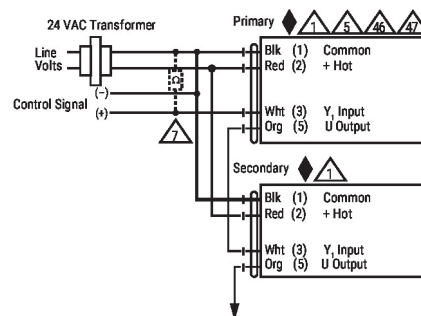 24 VAC Transformer
Primary 1 5 46 47
Line Volts
Blk (1) Common
Red (2) + Hot
Ω
(–)
Control Signal
(+)
Wht (3) Y₁ Input
Org (5) U Output
7
Secondary 1
Blk (1) Common
Red (2) + Hot
Wht (3) Y₁ Input
Org (5) U Output